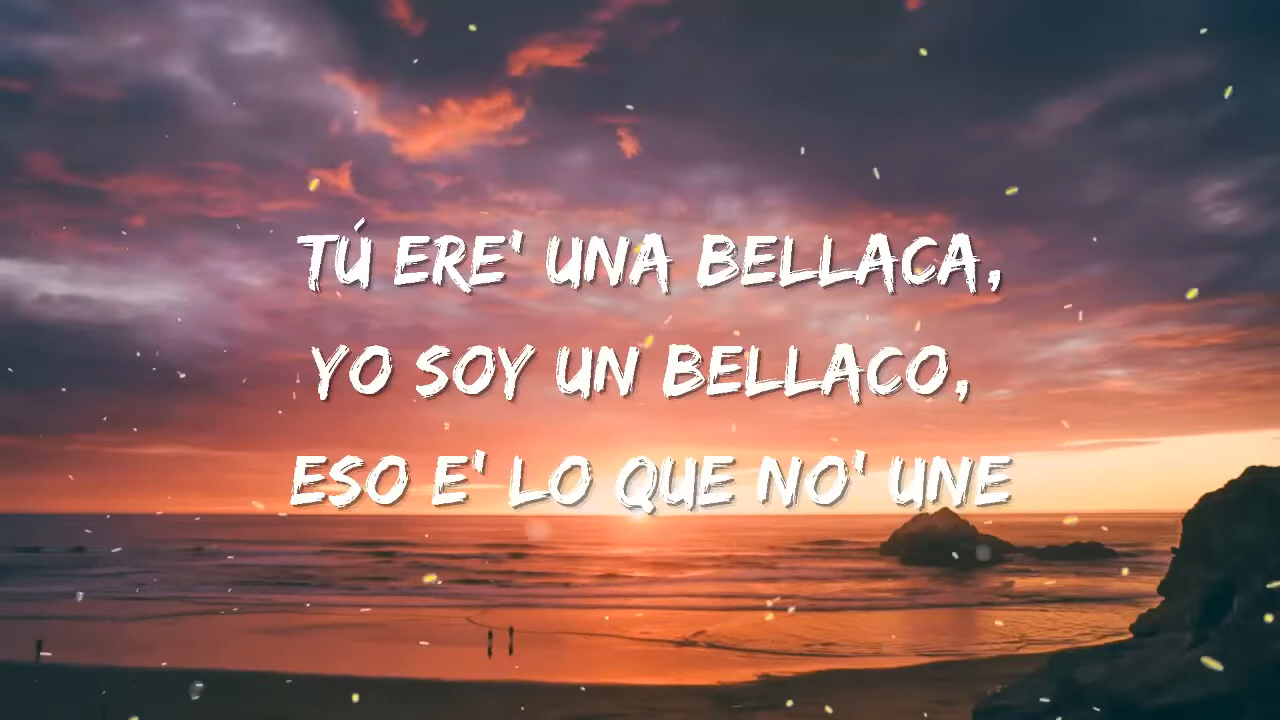 TÚ ERE' UNA BELLACA,
YO SOY UN BELLACO,
ESO E' LO QUE NO' UNE